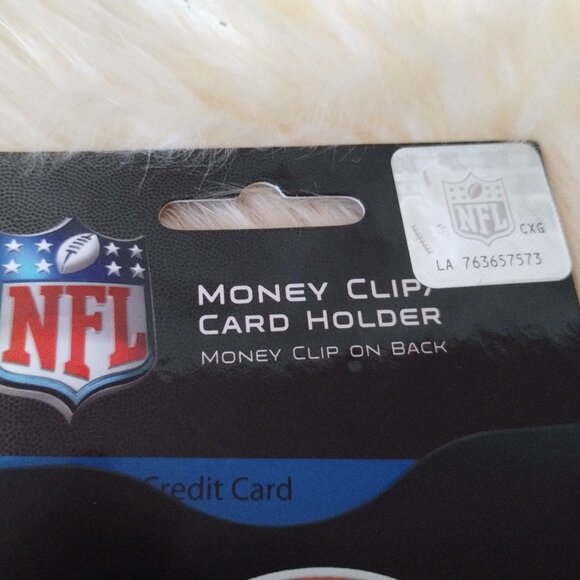 NFL
CXG
LA 763657573
NFL
MONEY CLIP/
CARD HOLDER
MONEY CLIP ON BACK
Credit Card